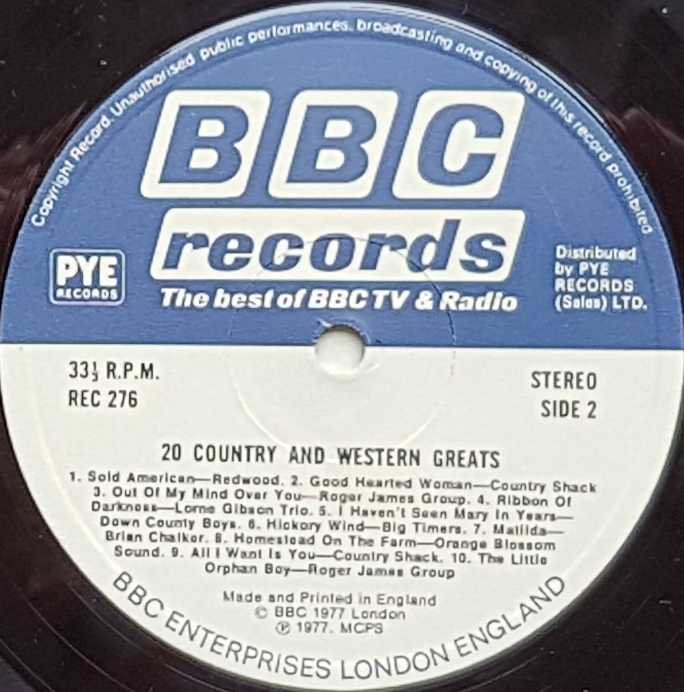 Copyright Record. Unauthorised public performances, broadcasting and copying of this record prohibited
BBC
records
The best of BBC TV & Radio
PYE
RECORDS
Distributed
by PYE
RECORDS
(Sales) LTD.
33⅓ R.P.M.
REC 276
STEREO
SIDE 2
20 COUNTRY AND WESTERN GREATS
1. Sold American—Redwood. 2. Good Hearted Woman—Country Shack
3. Out Of My Mind Over You—Roger James Group. 4. Ribbon Of
Darkness—Lorne Gibson Trio. 5. I Haven't Seen Mary In Years—
Down County Boys. 6. Hickory Wind—Big Timers. 7. Matilda—
Brian Chalker. 8. Homestead On The Farm—Orange Blossom
Sound. 9. All I Want Is You—Country Shack. 10. The Little
Orphan Boy—Roger James Group
Made and Printed in England
© BBC 1977 London
℗ 1977. MCPS
BBC ENTERPRISES LONDON ENGLAND